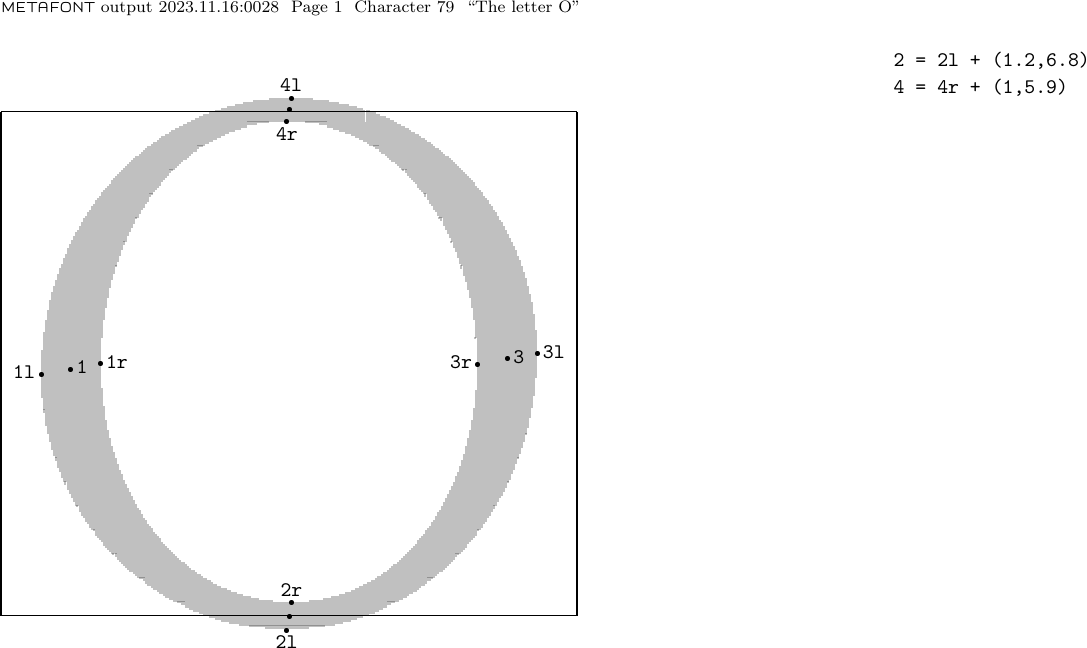 METAFONT output 2023.11.16:0028 Page 1 Character 79 “The letter O”
2 = 2l + (1.2,6.8)
4 = 4r + (1,5.9)
4l
4r
1l
1
1r
3r
3
3l
2r
2l